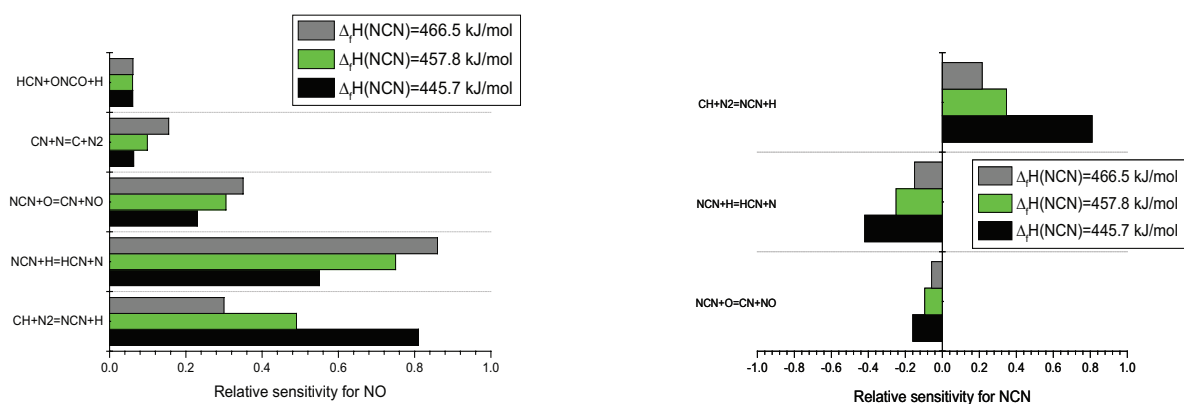 ΔfH(NCN)=466.5 kJ/mol
ΔfH(NCN)=457.8 kJ/mol
ΔfH(NCN)=445.7 kJ/mol
HCN+ONCO+H
CN+N=C+N2
NCN+O=CN+NO
NCN+H=HCN+N
CH+N2=NCN+H
0.0 0.2 0.4 0.6 0.8 1.0
Relative sensitivity for NO
CH+N2=NCN+H
NCN+H=HCN+N
NCN+O=CN+NO
ΔfH(NCN)=466.5 kJ/mol
ΔfH(NCN)=457.8 kJ/mol
ΔfH(NCN)=445.7 kJ/mol
-1.0 -0.8 -0.6 -0.4 -0.2 0.0 0.2 0.4 0.6 0.8 1.0
Relative sensitivity for NCN